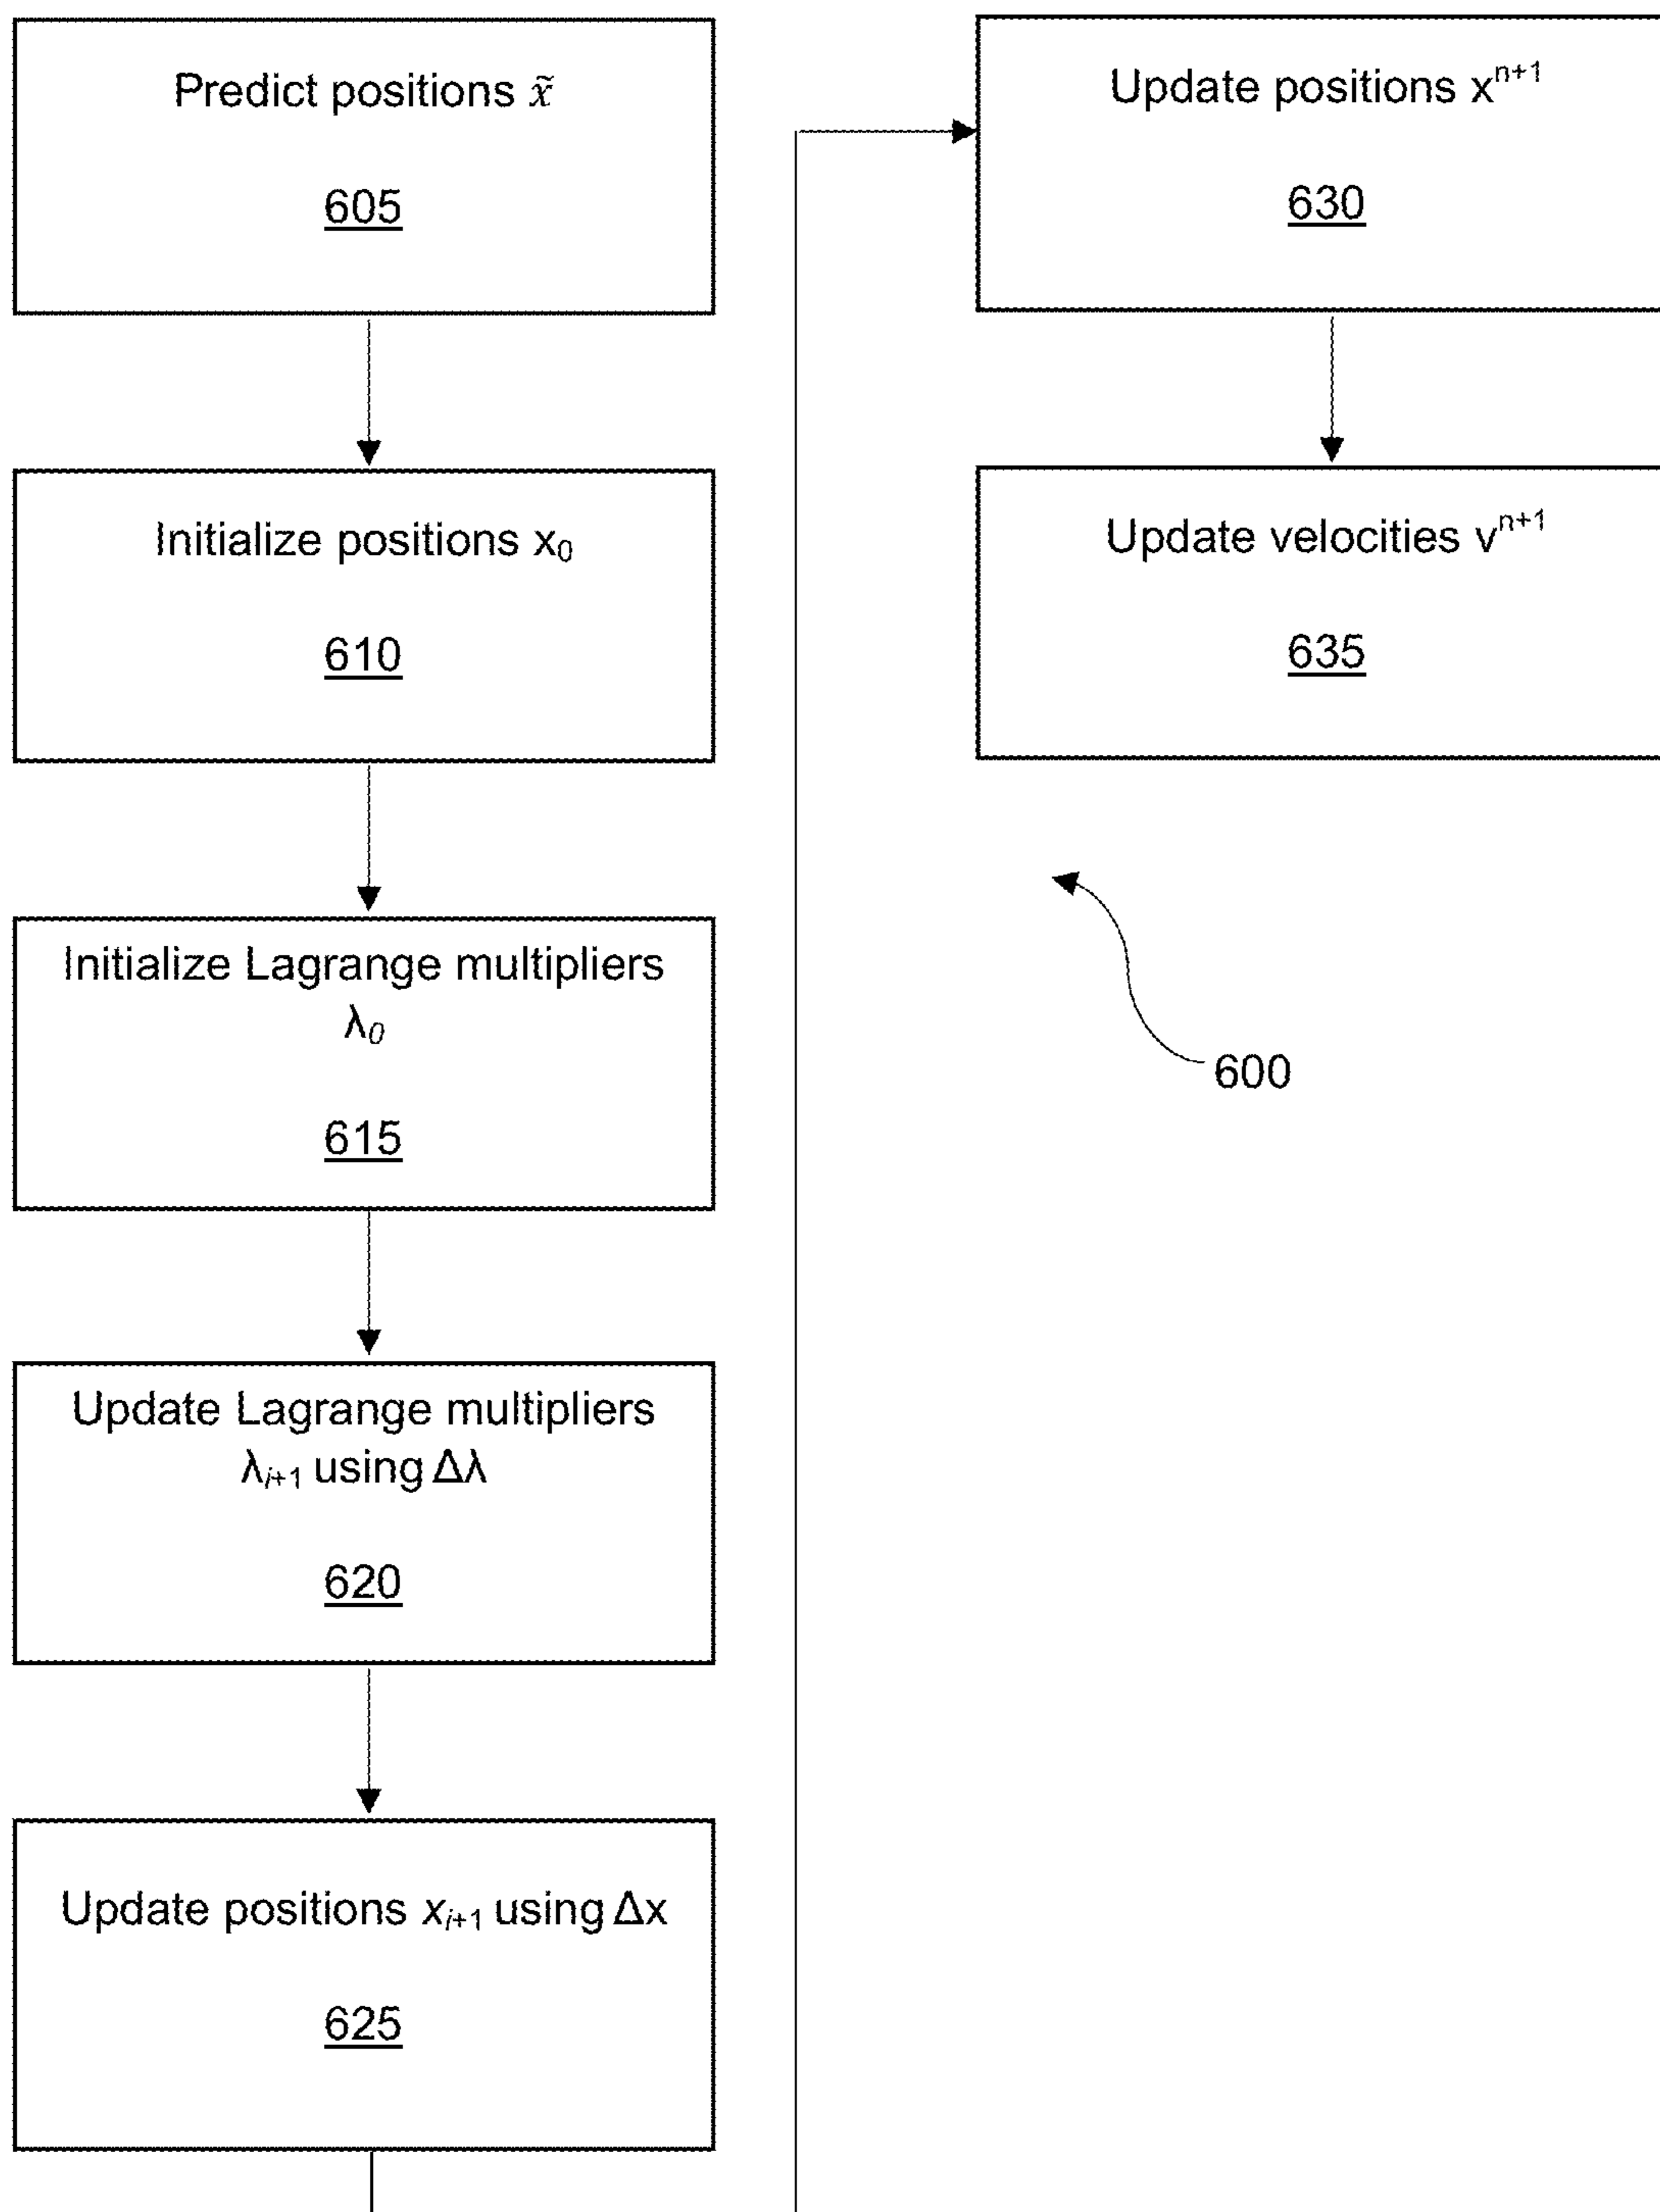 Predict positions x̃
605
Initialize positions x₀
610
Initialize Lagrange multipliers
λ₀
615
Update Lagrange multipliers
λᵢ₊₁ using Δλ
620
Update positions xᵢ₊₁ using Δx
625
Update positions xⁿ⁺¹
630
Update velocities vⁿ⁺¹
635
600